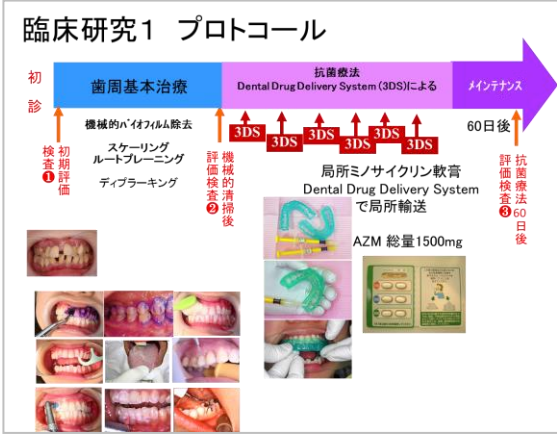 臨床研究1 プロトコール
初診
歯周基本治療
抗菌療法
Dental Drug Delivery System (3DS)による
メインテナンス
初期評価
検査❶
機械的バイオフィルム除去
スケーリング
ルートプレーニング
ディプラーキング
機械的清掃後
評価検査❷
3DS
3DS
3DS
3DS
3DS
3DS
60日後
抗菌療法60日後
評価検査❸
局所ミノサイクリン軟膏
Dental Drug Delivery System
で局所輸送
AZM 総量1500mg